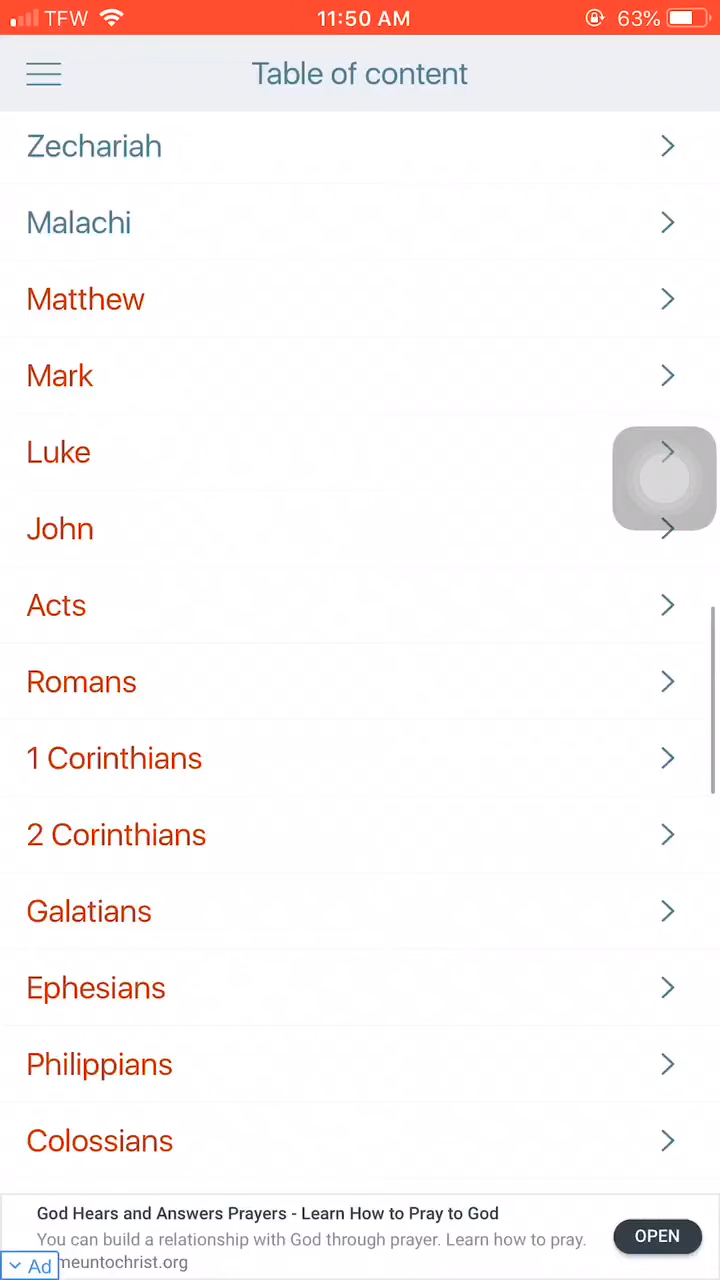 TFW 11:50 AM 63%
Table of content
Zechariah
Malachi
Matthew
Mark
Luke
John
Acts
Romans
1 Corinthians
2 Corinthians
Galatians
Ephesians
Philippians
Colossians
God Hears and Answers Prayers - Learn How to Pray to God
You can build a relationship with God through prayer. Learn how to pray.
OPEN
meuntochrist.org
Ad